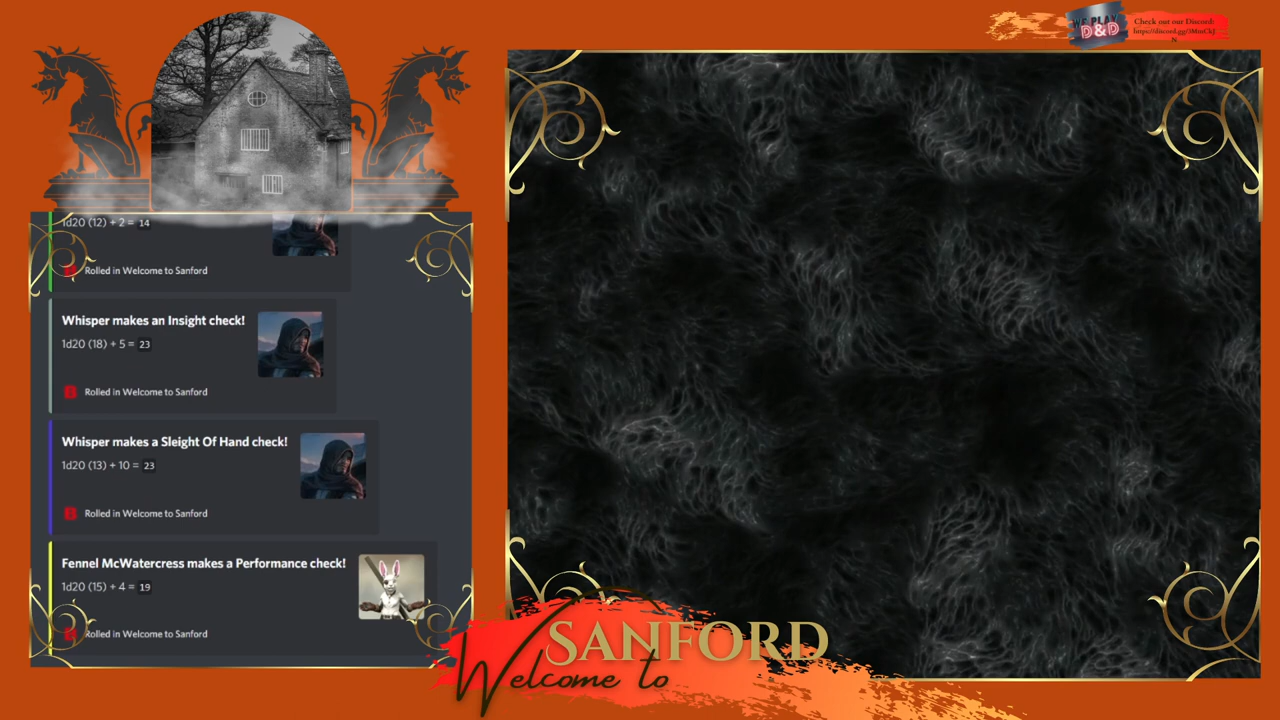 WE PLAY
D&D
Check out our Discord:
1d20 (12) + 2 = 14
Rolled in Welcome to Sanford
Whisper makes an Insight check!
1d20 (18) + 5 = 23
Rolled in Welcome to Sanford
Whisper makes a Sleight Of Hand check!
1d20 (13) + 10 = 23
Rolled in Welcome to Sanford
Fennel McWatercress makes a Performance check!
1d20 (15) + 4 = 19
Rolled in Welcome to Sanford
Welcome to
SANFORD